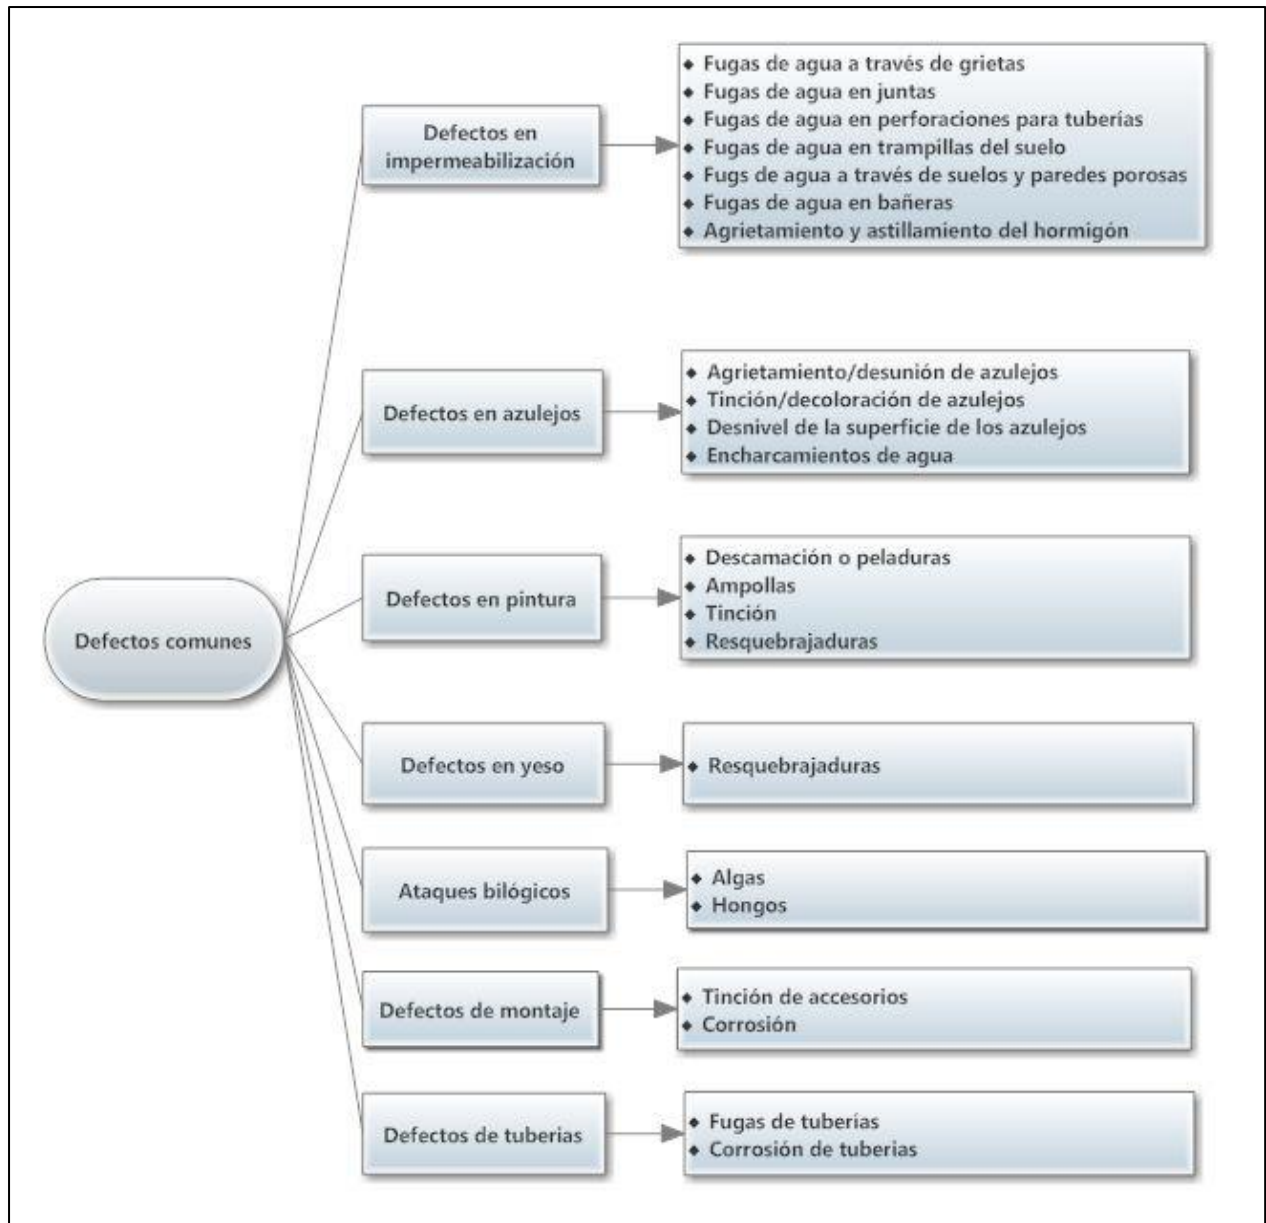 Defectos comunes
Defectos en
impermeabilización
◆ Fugas de agua a través de grietas
◆ Fugas de agua en juntas
◆ Fugas de agua en perforaciones para tuberías
◆ Fugas de agua en trampillas del suelo
◆ Fugs de agua a través de suelos y paredes porosas
◆ Fugas de agua en bañeras
◆ Agrietamiento y astillamiento del hormigón
Defectos en azulejos
◆ Agrietamiento/desunión de azulejos
◆ Tinción/decoloración de azulejos
◆ Desnivel de la superficie de los azulejos
◆ Encharcamientos de agua
Defectos en pintura
◆ Descamación o peladuras
◆ Ampollas
◆ Tinción
◆ Resquebrajaduras
Defectos en yeso
◆ Resquebrajaduras
Ataques bilógicos
◆ Algas
◆ Hongos
Defectos de montaje
◆ Tinción de accesorios
◆ Corrosión
Defectos de tuberias
◆ Fugas de tuberías
◆ Corrosión de tuberias